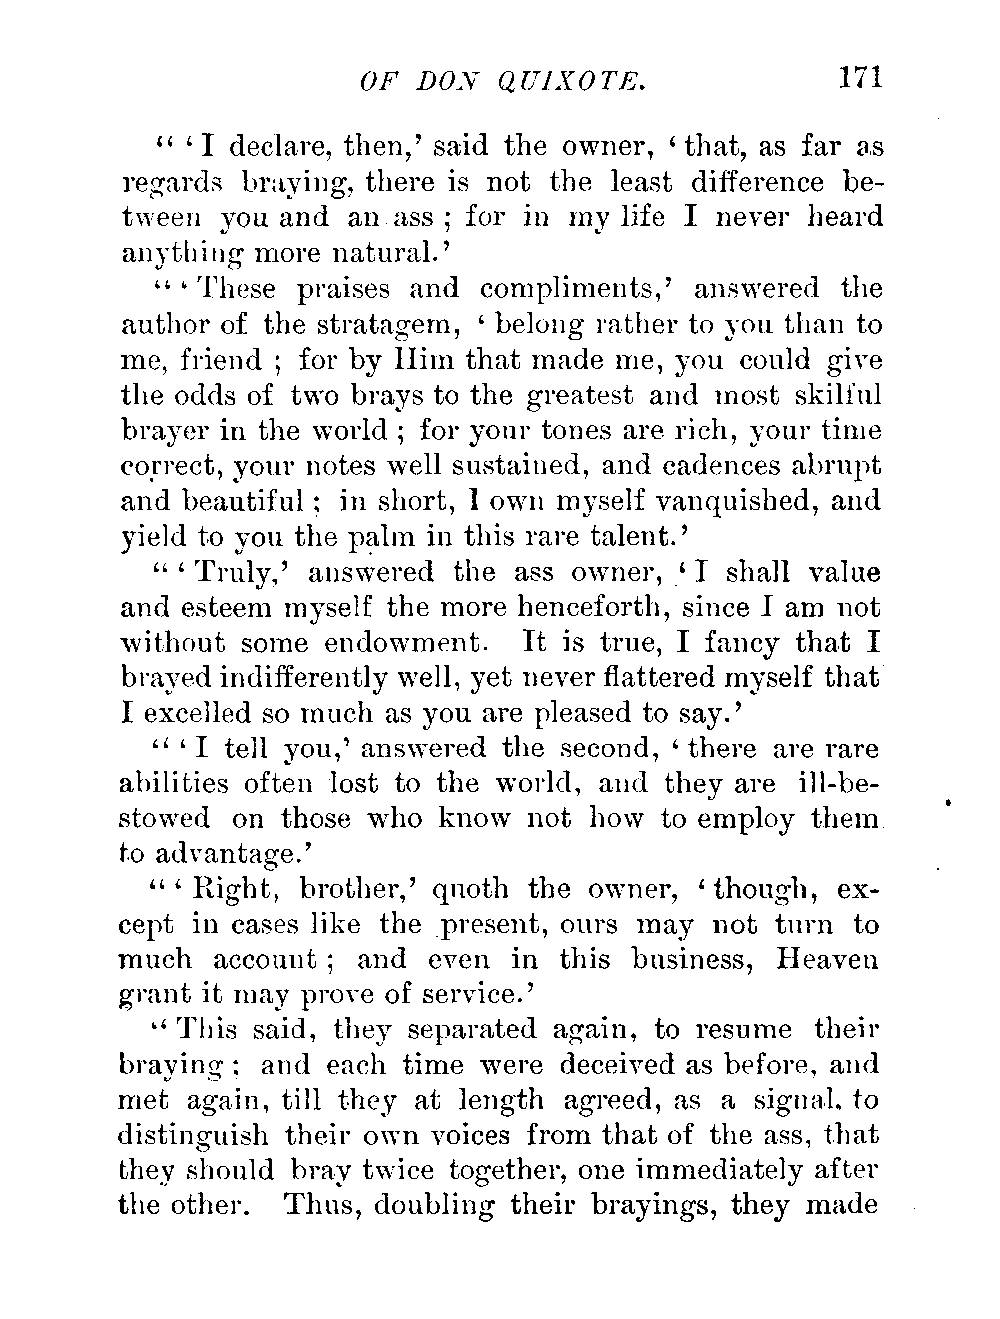 OF DON QUIXOTE. 171
“ ‘ I declare, then,’ said the owner, ‘ that, as far as
regards braying, there is not the least difference be-
tween you and an ass ; for in my life I never heard
anything more natural.’
“ ‘ These praises and compliments,’ answered the
author of the stratagem, ‘ belong rather to you than to
me, friend ; for by Him that made me, you could give
the odds of two brays to the greatest and most skilful
brayer in the world ; for your tones are rich, your time
correct, your notes well sustained, and cadences abrupt
and beautiful ; in short, I own myself vanquished, and
yield to you the palm in this rare talent.’
“ ‘ Truly,’ answered the ass owner, ‘ I shall value
and esteem myself the more henceforth, since I am not
without some endowment. It is true, I fancy that I
brayed indifferently well, yet never flattered myself that
I excelled so much as you are pleased to say.’
“ ‘ I tell you,’ answered the second, ‘ there are rare
abilities often lost to the world, and they are ill-be-
stowed on those who know not how to employ them
to advantage.’
“ ‘ Right, brother,’ quoth the owner, ‘ though, ex-
cept in cases like the present, ours may not turn to
much account ; and even in this business, Heaven
grant it may prove of service.’
“ This said, they separated again, to resume their
braying ; and each time were deceived as before, and
met again, till they at length agreed, as a signal, to
distinguish their own voices from that of the ass, that
they should bray twice together, one immediately after
the other. Thus, doubling their brayings, they made